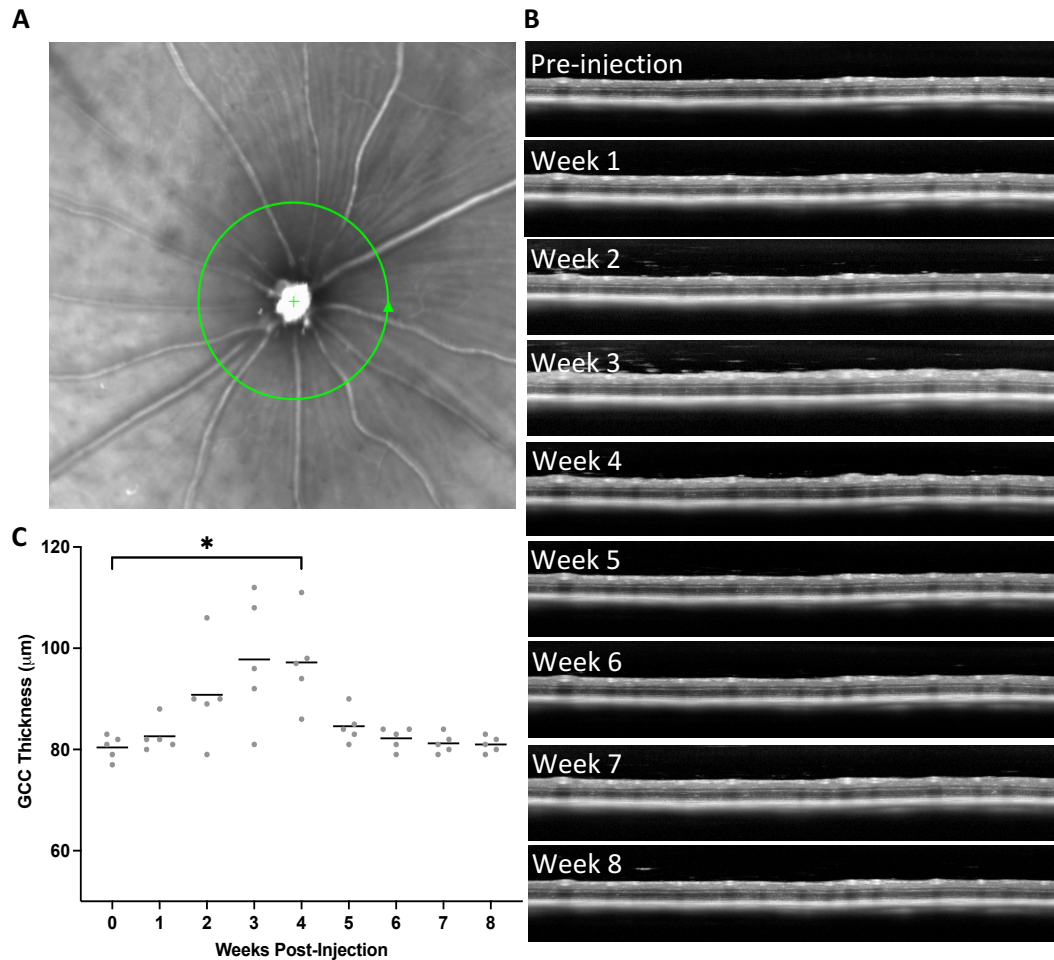 A
B
Pre-injection
Week 1
Week 2
Week 3
Week 4
Week 5
Week 6
Week 7
Week 8
C
*
120
100
80
60
GCC Thickness (μm)
0 1 2 3 4 5 6 7 8
Weeks Post-Injection